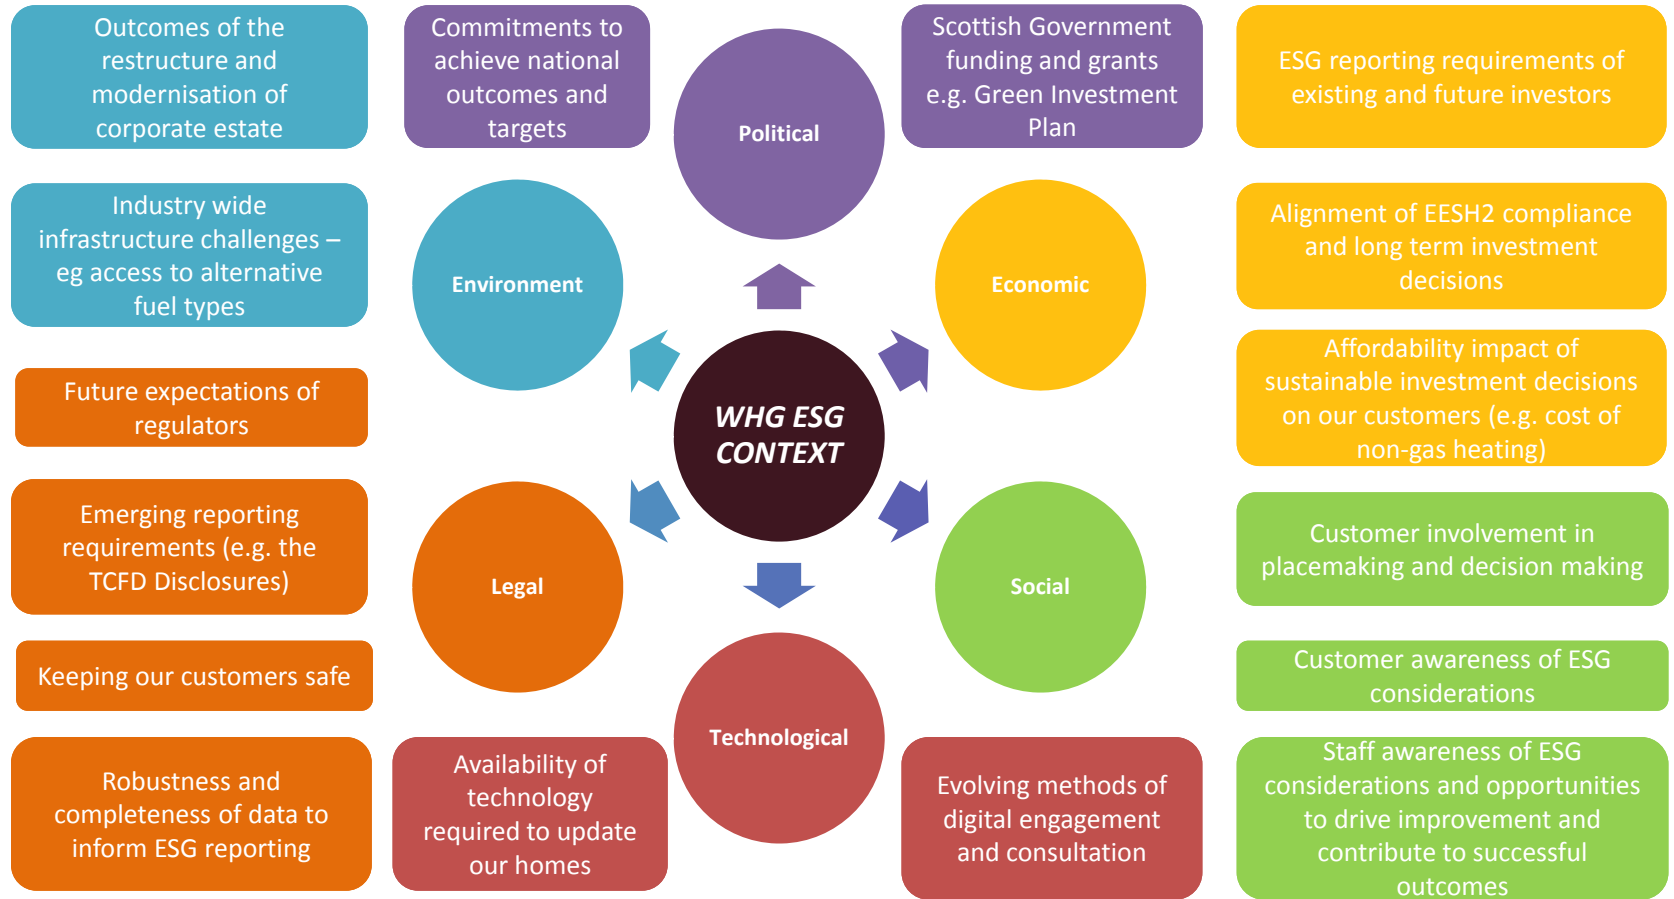 Outcomes of the
restructure and
modernisation of
corporate estate
Commitments to
achieve national
outcomes and
targets
Political
Scottish Government
funding and grants
e.g. Green Investment
Plan
ESG reporting requirements of
existing and future investors
Industry wide
infrastructure challenges –
eg access to alternative
fuel types
Environment
Economic
Alignment of EESH2 compliance
and long term investment
decisions
Future expectations of
regulators
WHG ESG
CONTEXT
Affordability impact of
sustainable investment decisions
on our customers (e.g. cost of
non-gas heating)
Emerging reporting
requirements (e.g. the
TCFD Disclosures)
Legal
Social
Customer involvement in
placemaking and decision making
Keeping our customers safe
Customer awareness of ESG
considerations
Robustness and
completeness of data to
inform ESG reporting
Availability of
technology
required to update
our homes
Technological
Evolving methods of
digital engagement
and consultation
Staff awareness of ESG
considerations and opportunities
to drive improvement and
contribute to successful
outcomes